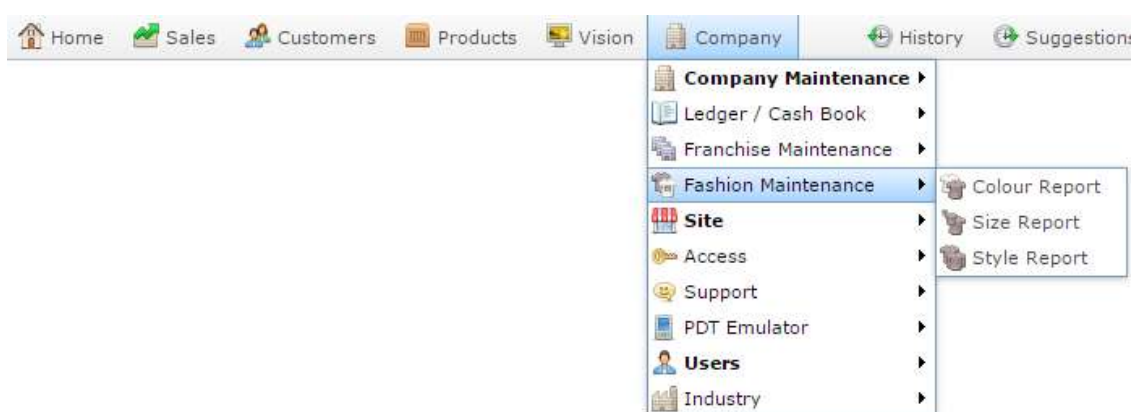 Home Sales Customers Products Vision Company History Suggestions
Company Maintenance
Ledger / Cash Book
Franchise Maintenance
Fashion Maintenance
Colour Report
Site
Size Report
Access
Style Report
Support
PDT Emulator
Users
Industry